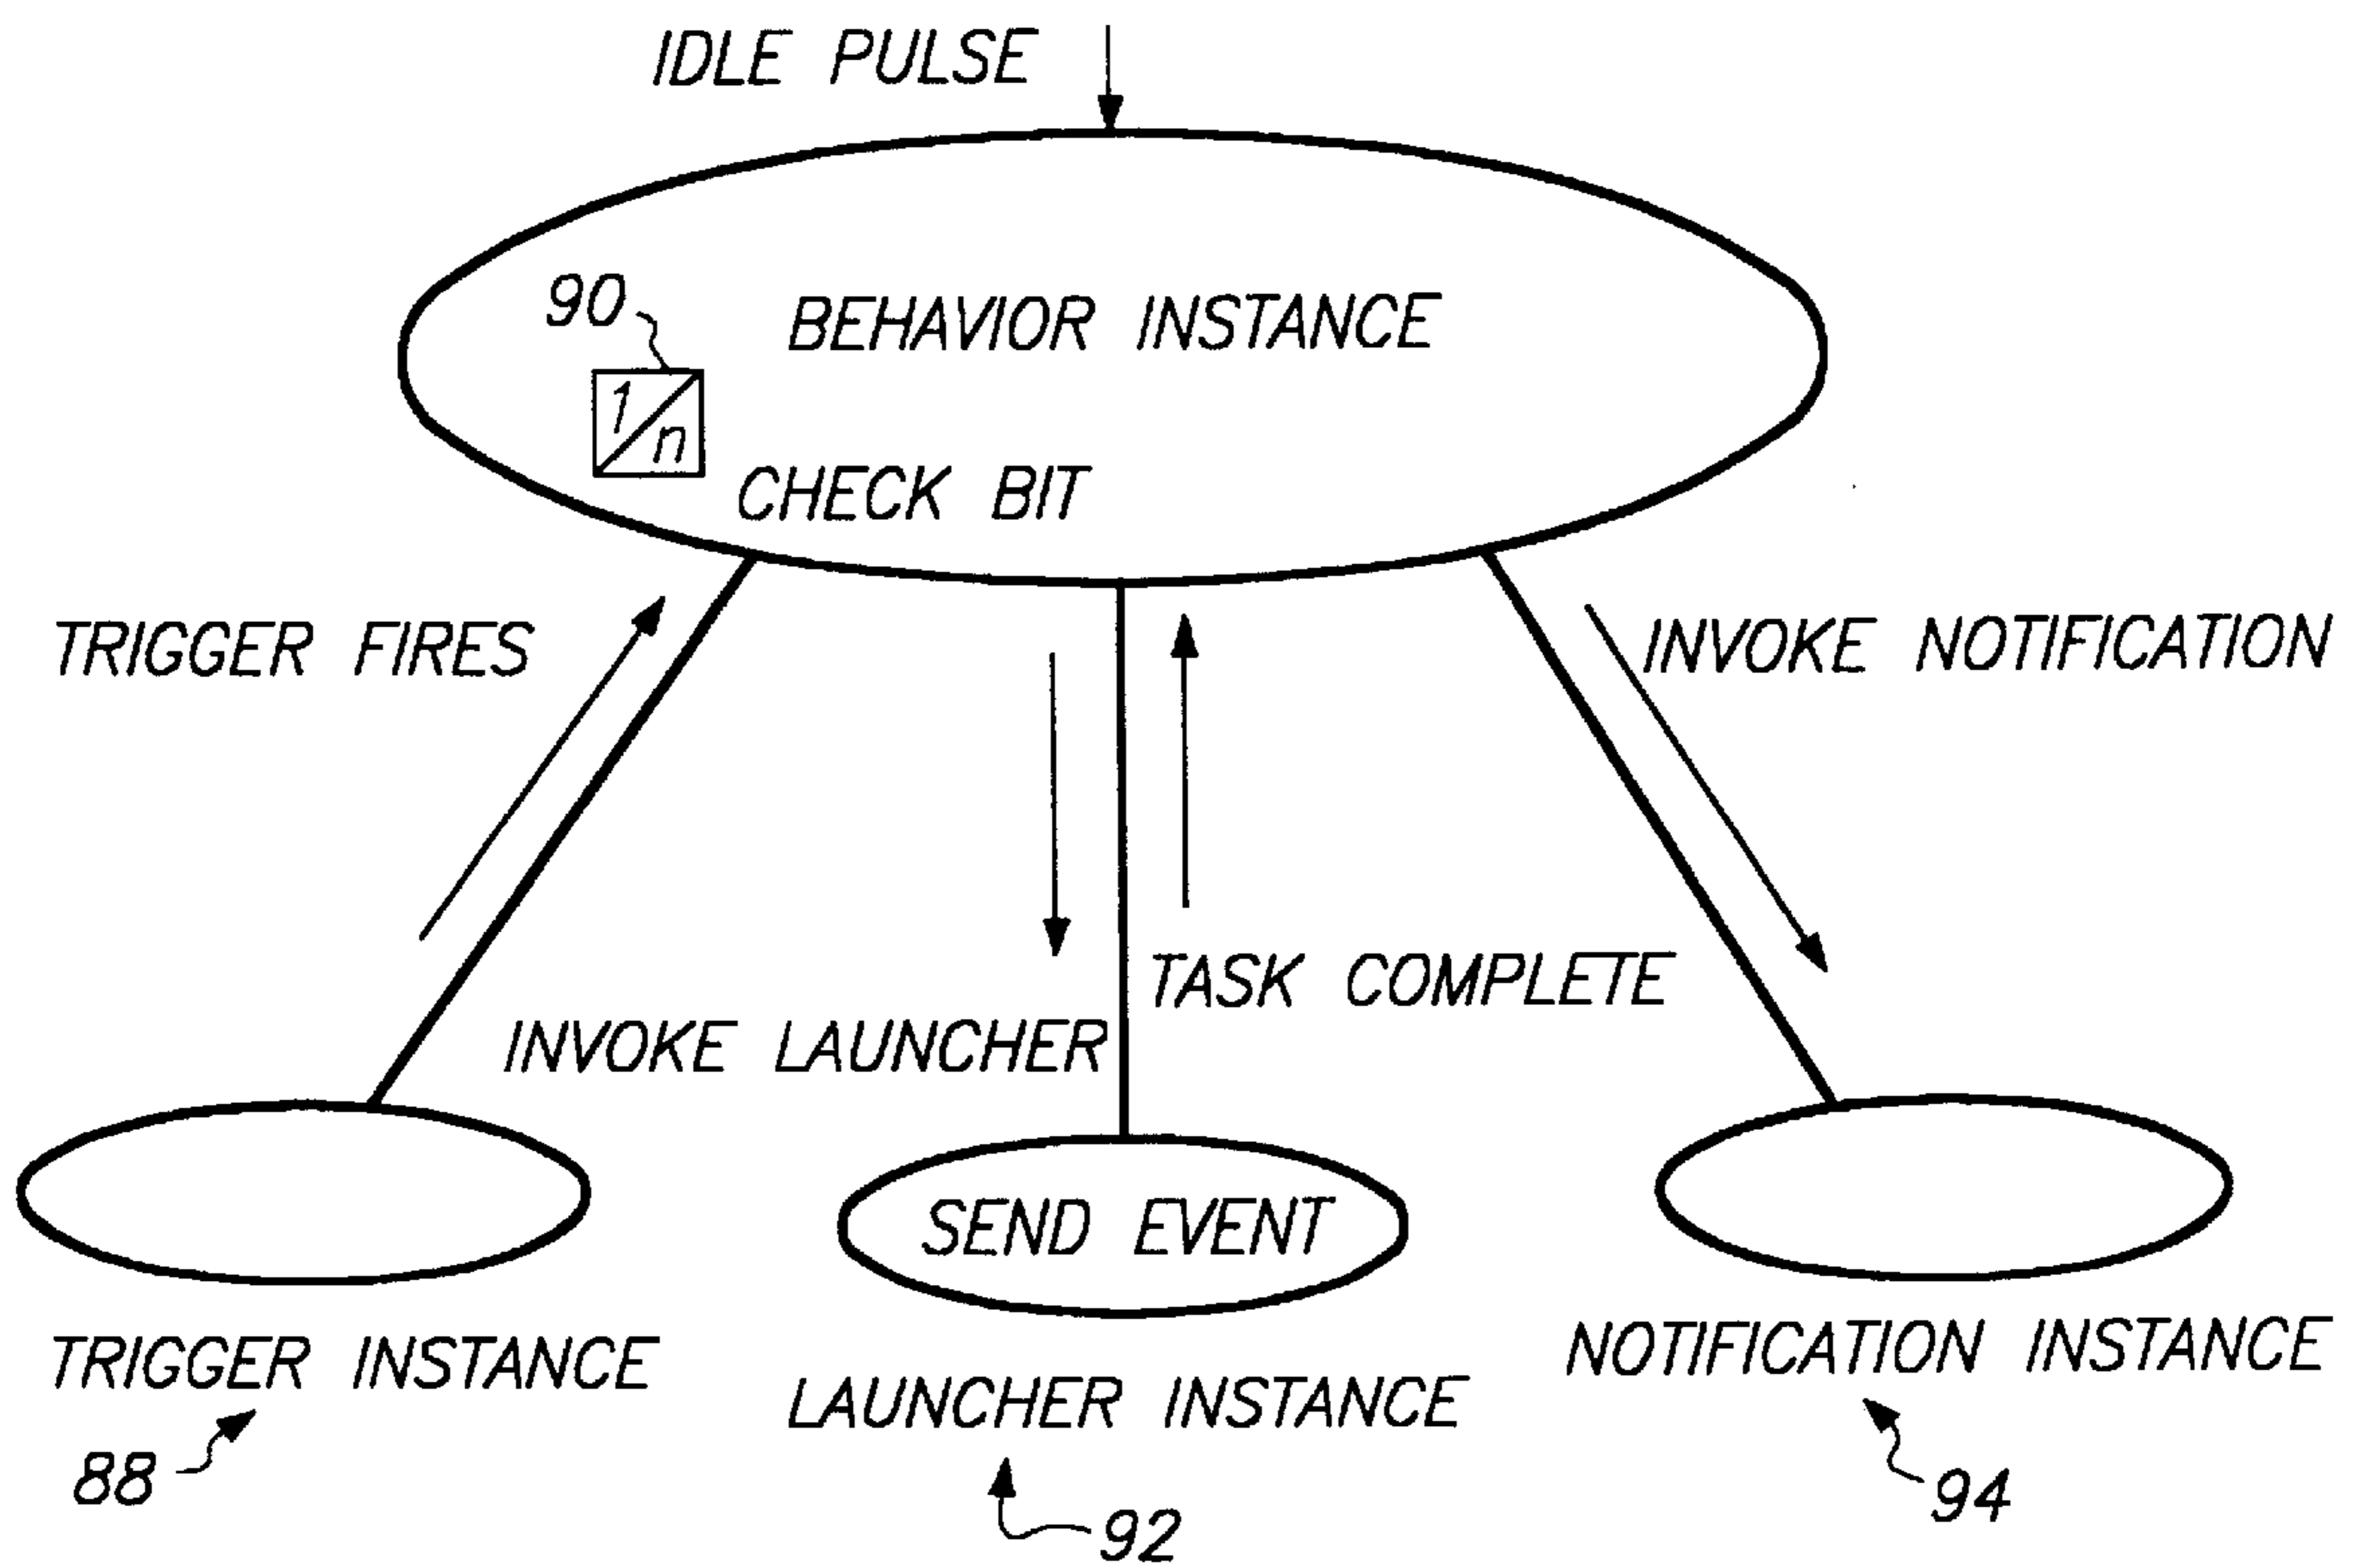 IDLE PULSE
90
BEHAVIOR INSTANCE
1/n
CHECK BIT
TRIGGER FIRES
INVOKE NOTIFICATION
TASK COMPLETE
INVOKE LAUNCHER
SEND EVENT
TRIGGER INSTANCE
NOTIFICATION INSTANCE
LAUNCHER INSTANCE
88
94
92